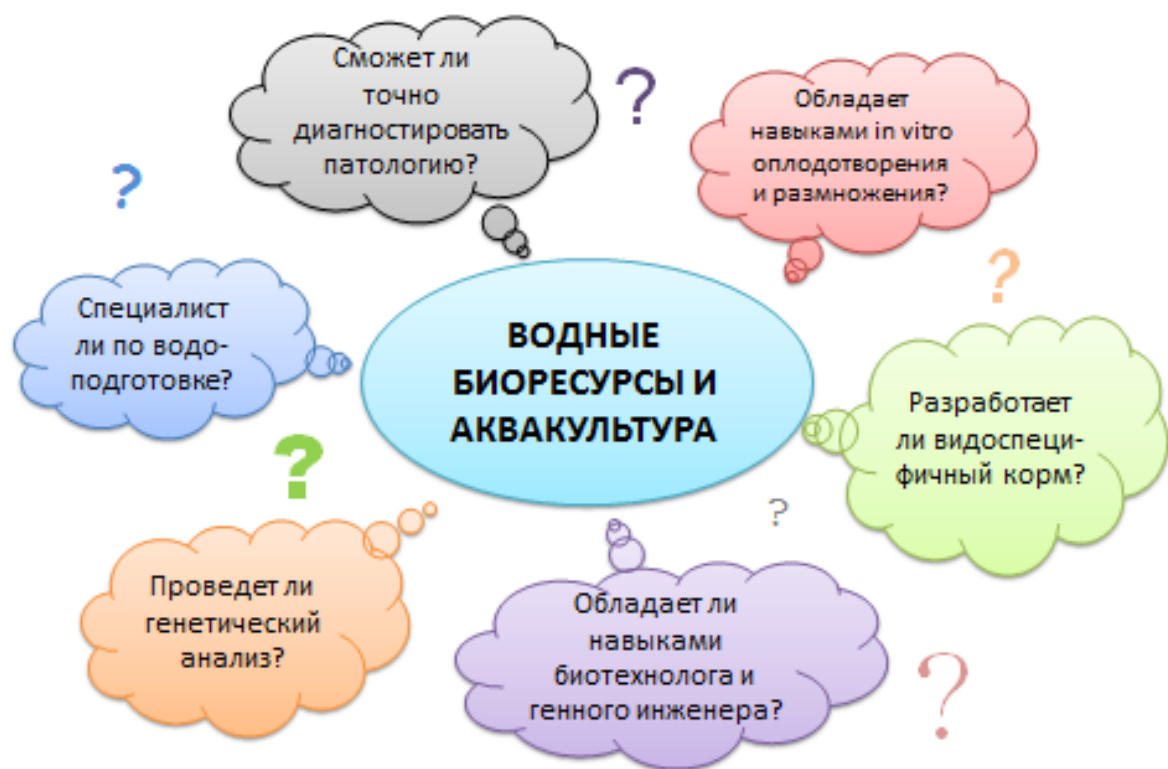 Сможет ли
точно
диагностировать
патологию?
?
Обладает
навыками in vitro
оплодотворения
и размножения?
?
?
Специалист
ли по водо-
подготовке?
ВОДНЫЕ
БИОРЕСУРСЫ И
АКВАКУЛЬТУРА
Разработает
ли видоспеци-
фичный корм?
?
?
Проведет ли
генетический
анализ?
Обладает ли
навыками
биотехнолога и
генного инженера?
?